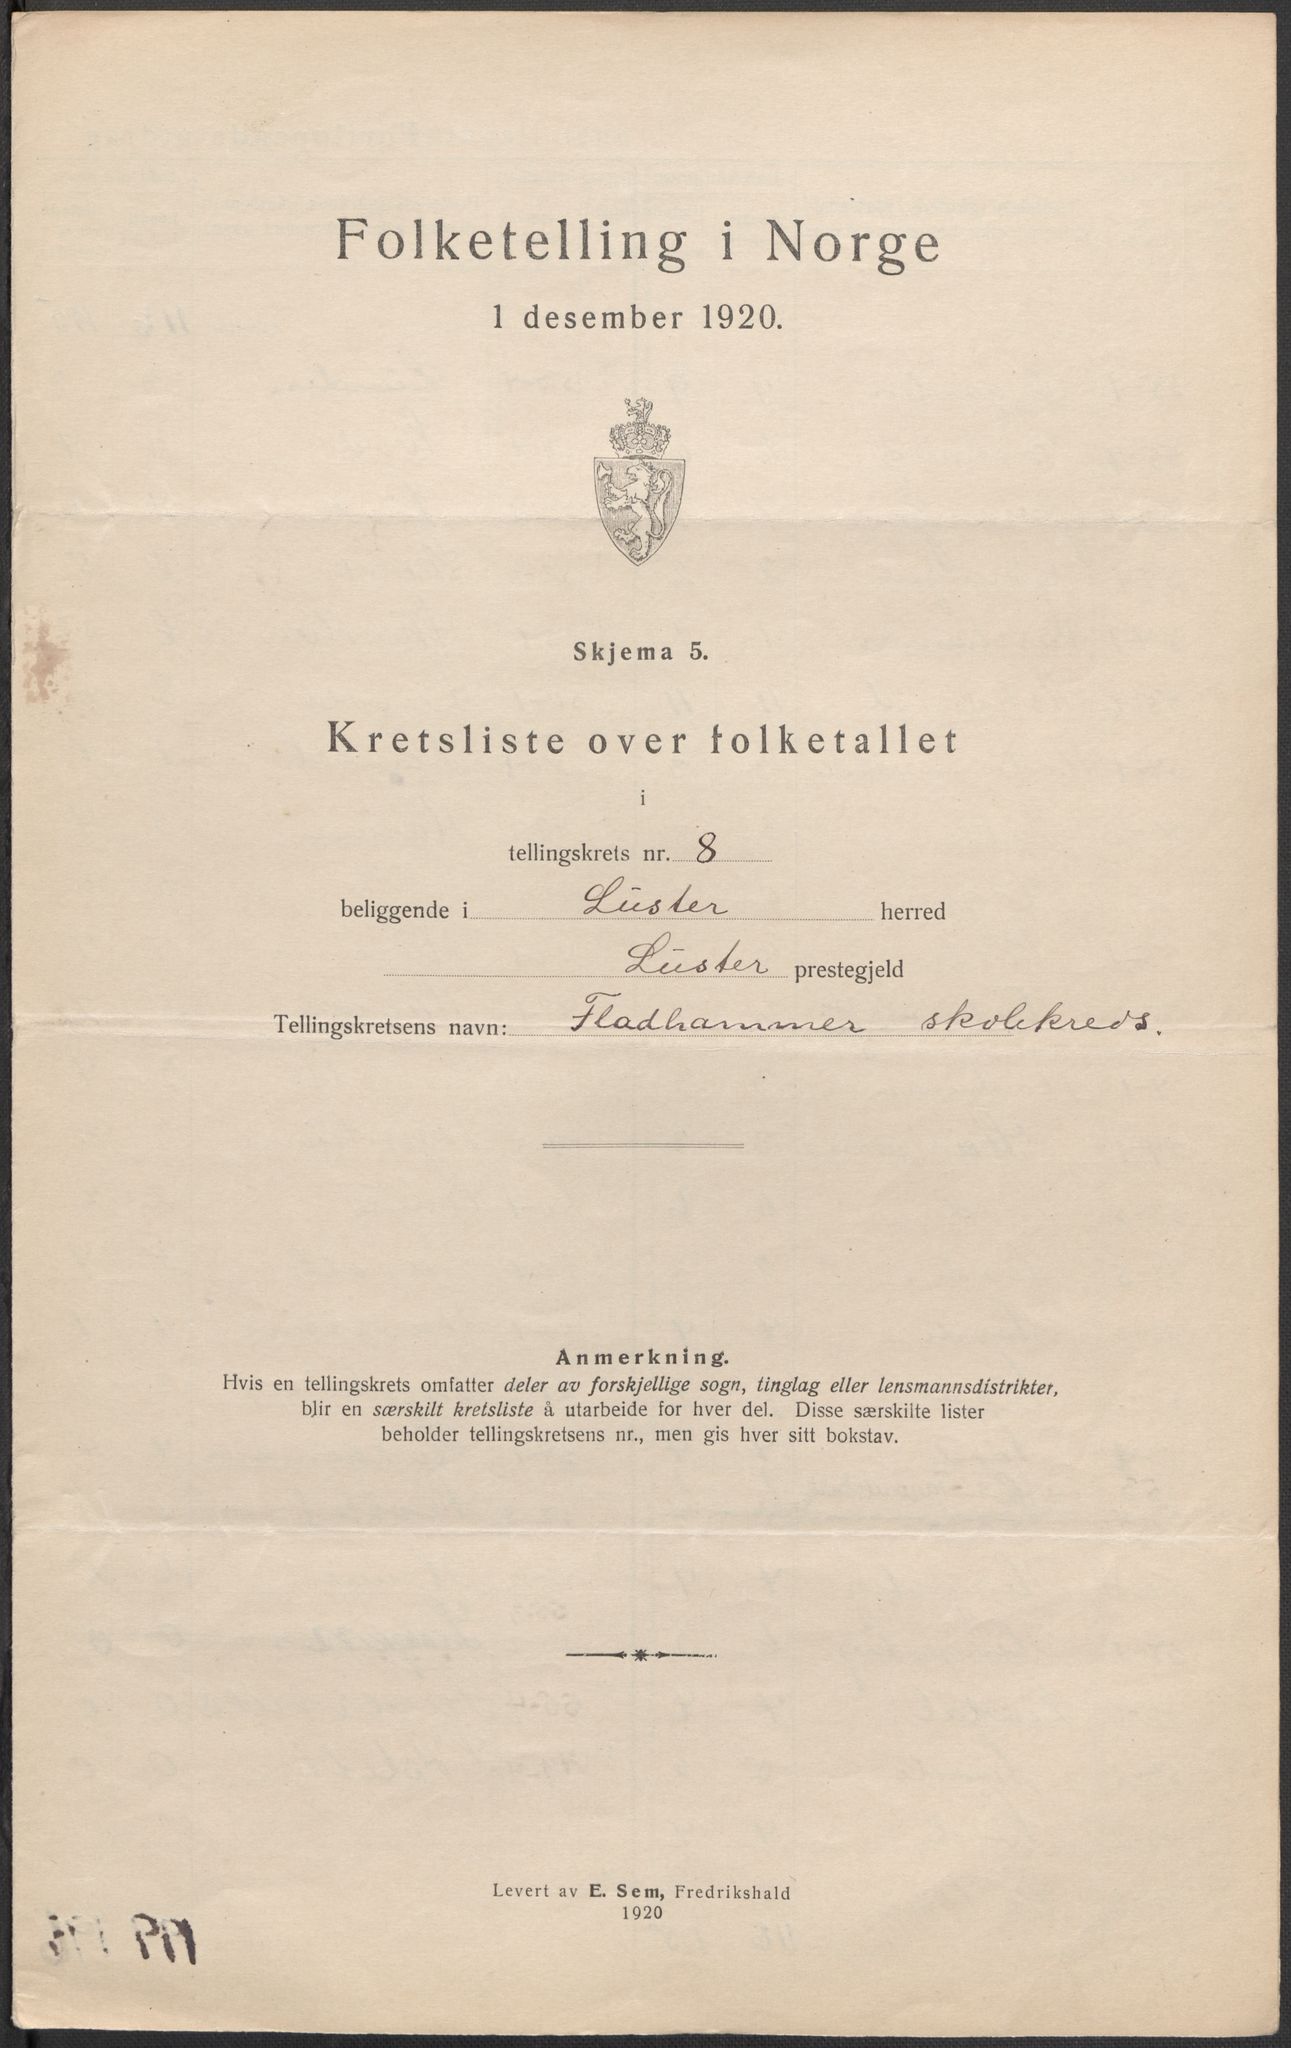 Folketelling i Norge
1 desember 1920.
Skjema 5.
Kretsliste over folketallet
i
tellingskrets nr. 8
beliggende i Lüster herred
Lüster prestegjeld
Tellingskretsens navn: Fladhammer skolekreds.
Anmerkning.
Hvis en tellingskrets omfatter deler av forskjellige sogn, tinglag eller lensmannsdistrikter,
blir en særskilt kretsliste å utarbeide for hver del. Disse særskilte lister
beholder tellingskretsens nr., men gis hver sitt bokstav.
Levert av E. Sem, Fredrikshald
1920